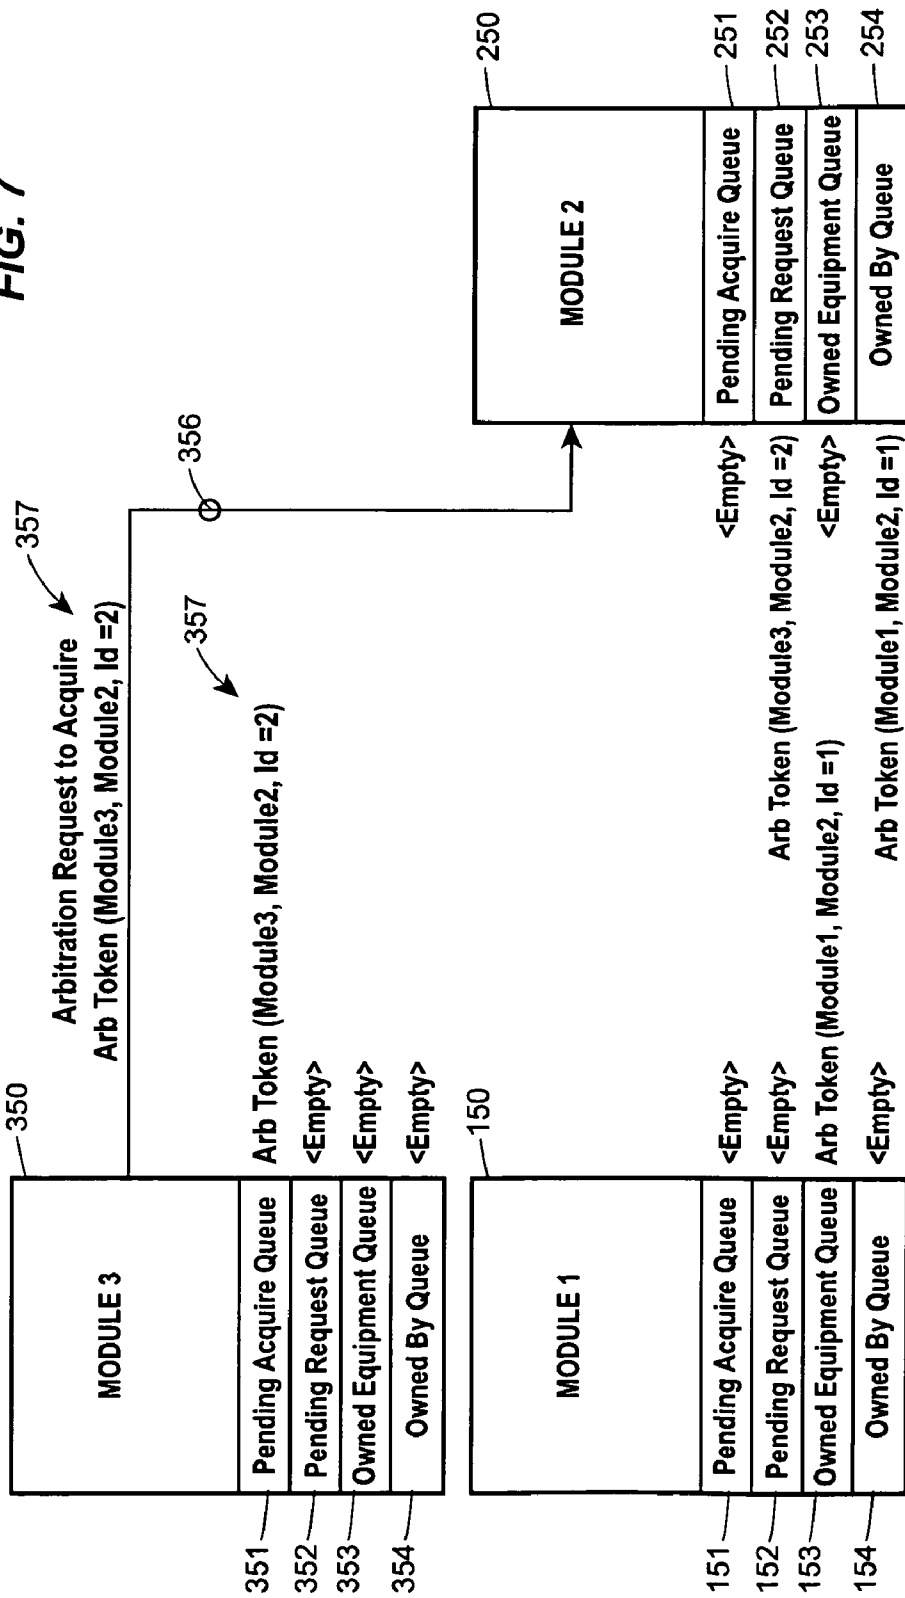 FIG. 7
Arbitration Request to Acquire
Arb Token (Module3, Module2, Id =2)
357
350
MODULE 3
351
Pending Acquire Queue
Arb Token (Module3, Module2, Id =2)
357
352
Pending Request Queue
<Empty>
353
Owned Equipment Queue
<Empty>
354
Owned By Queue
<Empty>
356
150
MODULE 1
151
Pending Acquire Queue
<Empty>
152
Pending Request Queue
<Empty>
153
Owned Equipment Queue
Arb Token (Module1, Module2, Id =1)
154
Owned By Queue
<Empty>
250
MODULE 2
<Empty>
Pending Acquire Queue
251
Arb Token (Module3, Module2, Id =2)
Pending Request Queue
252
<Empty>
Owned Equipment Queue
253
Arb Token (Module1, Module2, Id =1)
Owned By Queue
254